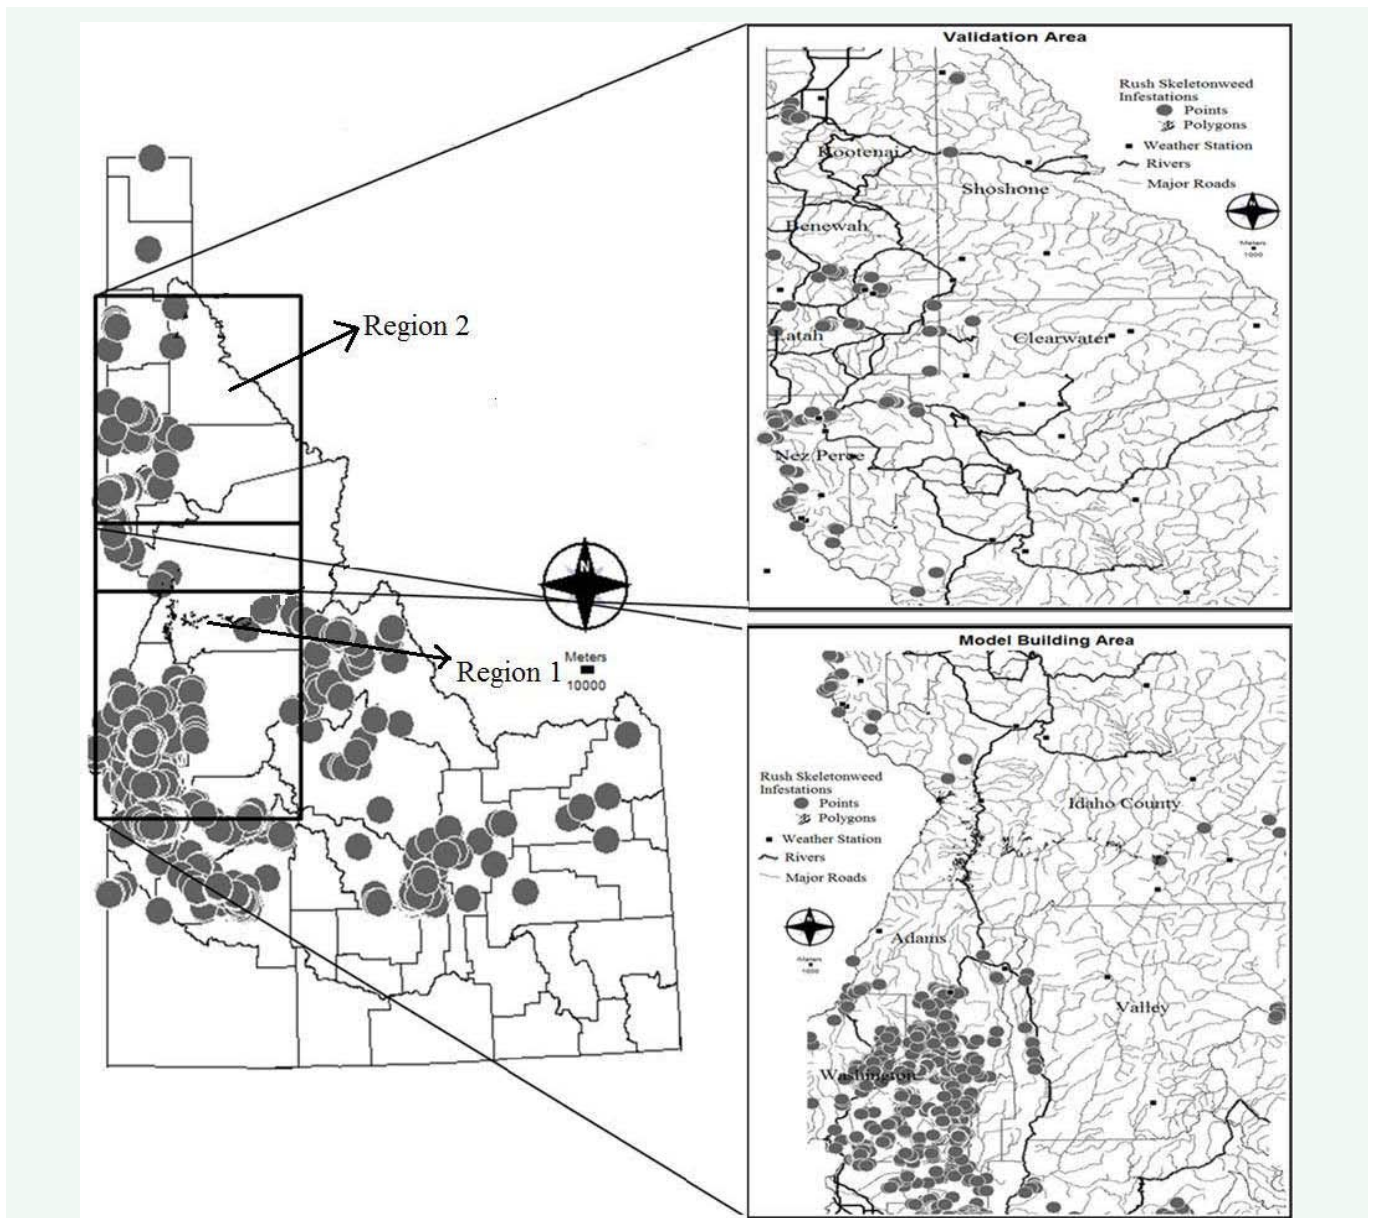 Region 2
N
Meters
10000
Region 1
Validation Area
Rush Skeletonweed
Infestations
Points
Polygons
Weather Station
Rivers
Major Roads
N
Meters
1000
Kootenai
Shoshone
Benewah
Latah
Clearwater
Nez Perce
Model Building Area
Rush Skeletonweed
Infestations
Points
Polygons
Weather Station
Rivers
Major Roads
N
Meters
1000
Idaho County
Adams
Valley
Washington